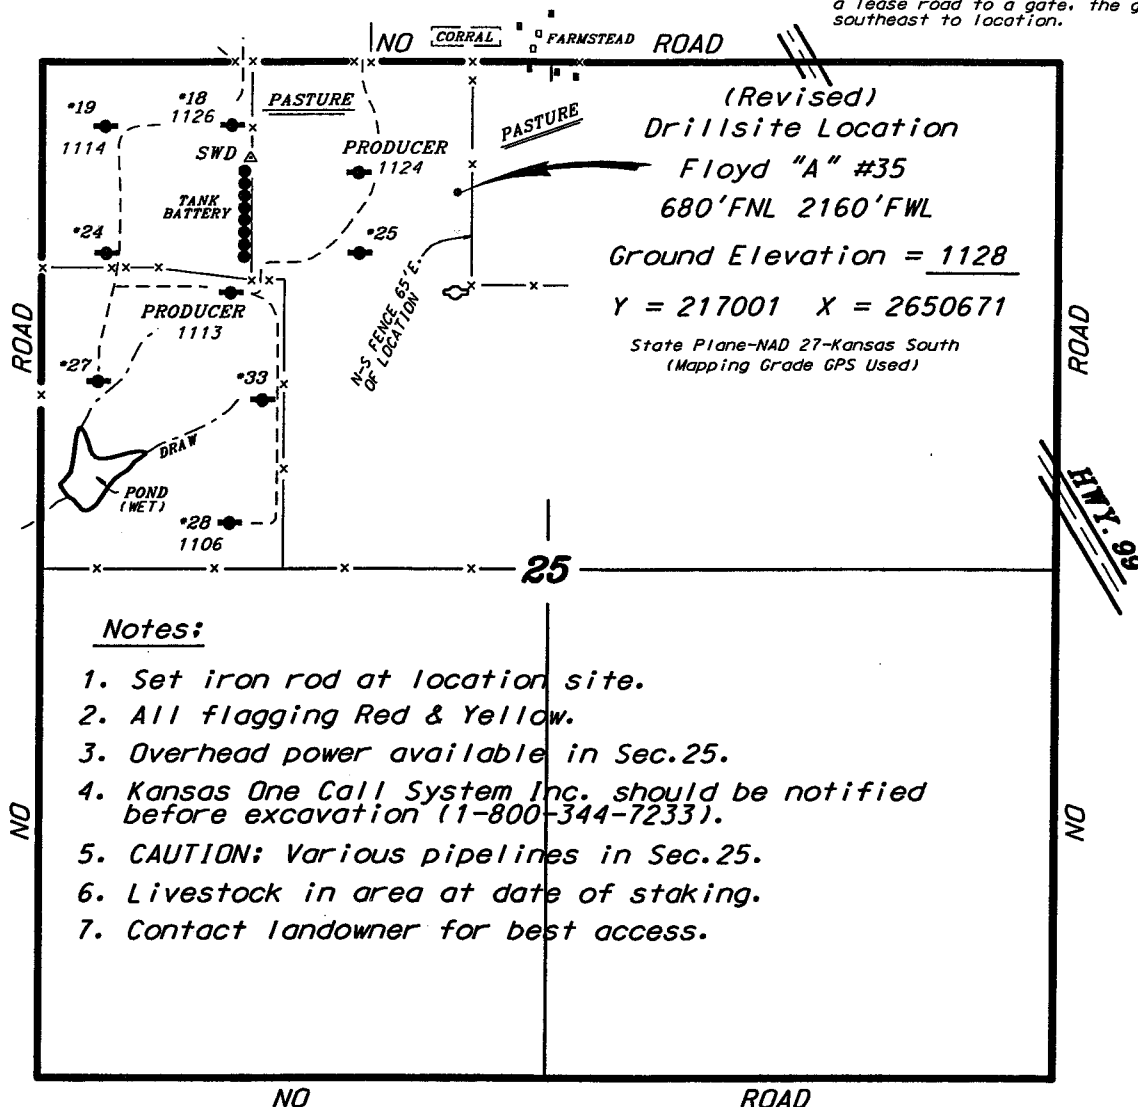 a lease road to a gate, the g
southeast to location.
NO CORRAL FARMSTEAD ROAD
(Revised)
Drillsite Location
Floyd "A" #35
680'FNL 2160'FWL
Ground Elevation = 1128
Y = 217001 X = 2650671
State Plane-NAD 27-Kansas South
(Mapping Grade GPS Used)
#19
1114
#18
1126
PASTURE
PASTURE
SWD
PRODUCER
1124
TANK
BATTERY
#24
#25
N-S FENCE 65'E.
OF LOCATION
PRODUCER
1113
#27
#33
DRAW
POND
(WET)
#28
1106
ROAD
ROAD
HWY. 99
25
Notes:
1. Set iron rod at location site.
2. All flagging Red & Yellow.
3. Overhead power available in Sec.25.
4. Kansas One Call System Inc. should be notified
before excavation (1-800-344-7233).
5. CAUTION: Various pipelines in Sec.25.
6. Livestock in area at date of staking.
7. Contact landowner for best access.
NO
NO
NO ROAD